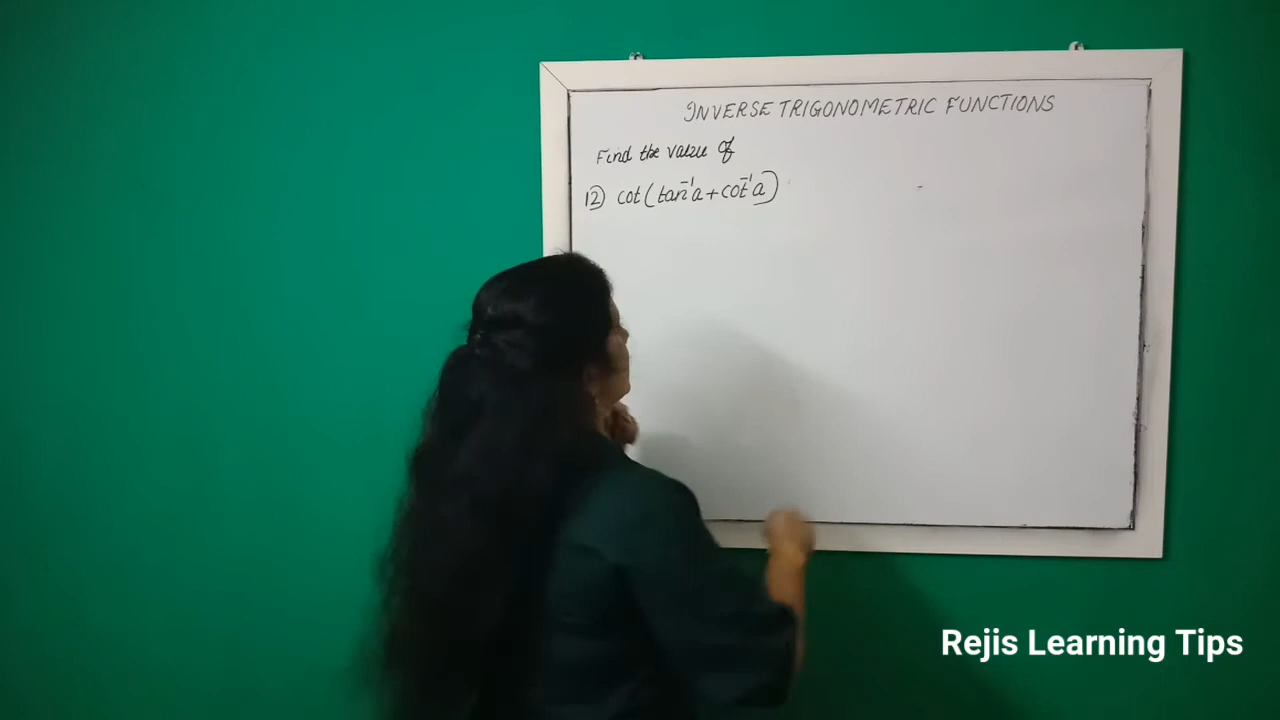 INVERSE TRIGONOMETRIC FUNCTIONS
Find the value of
12) cot(tan⁻¹a + cot⁻¹a)
Rejis Learning Tips